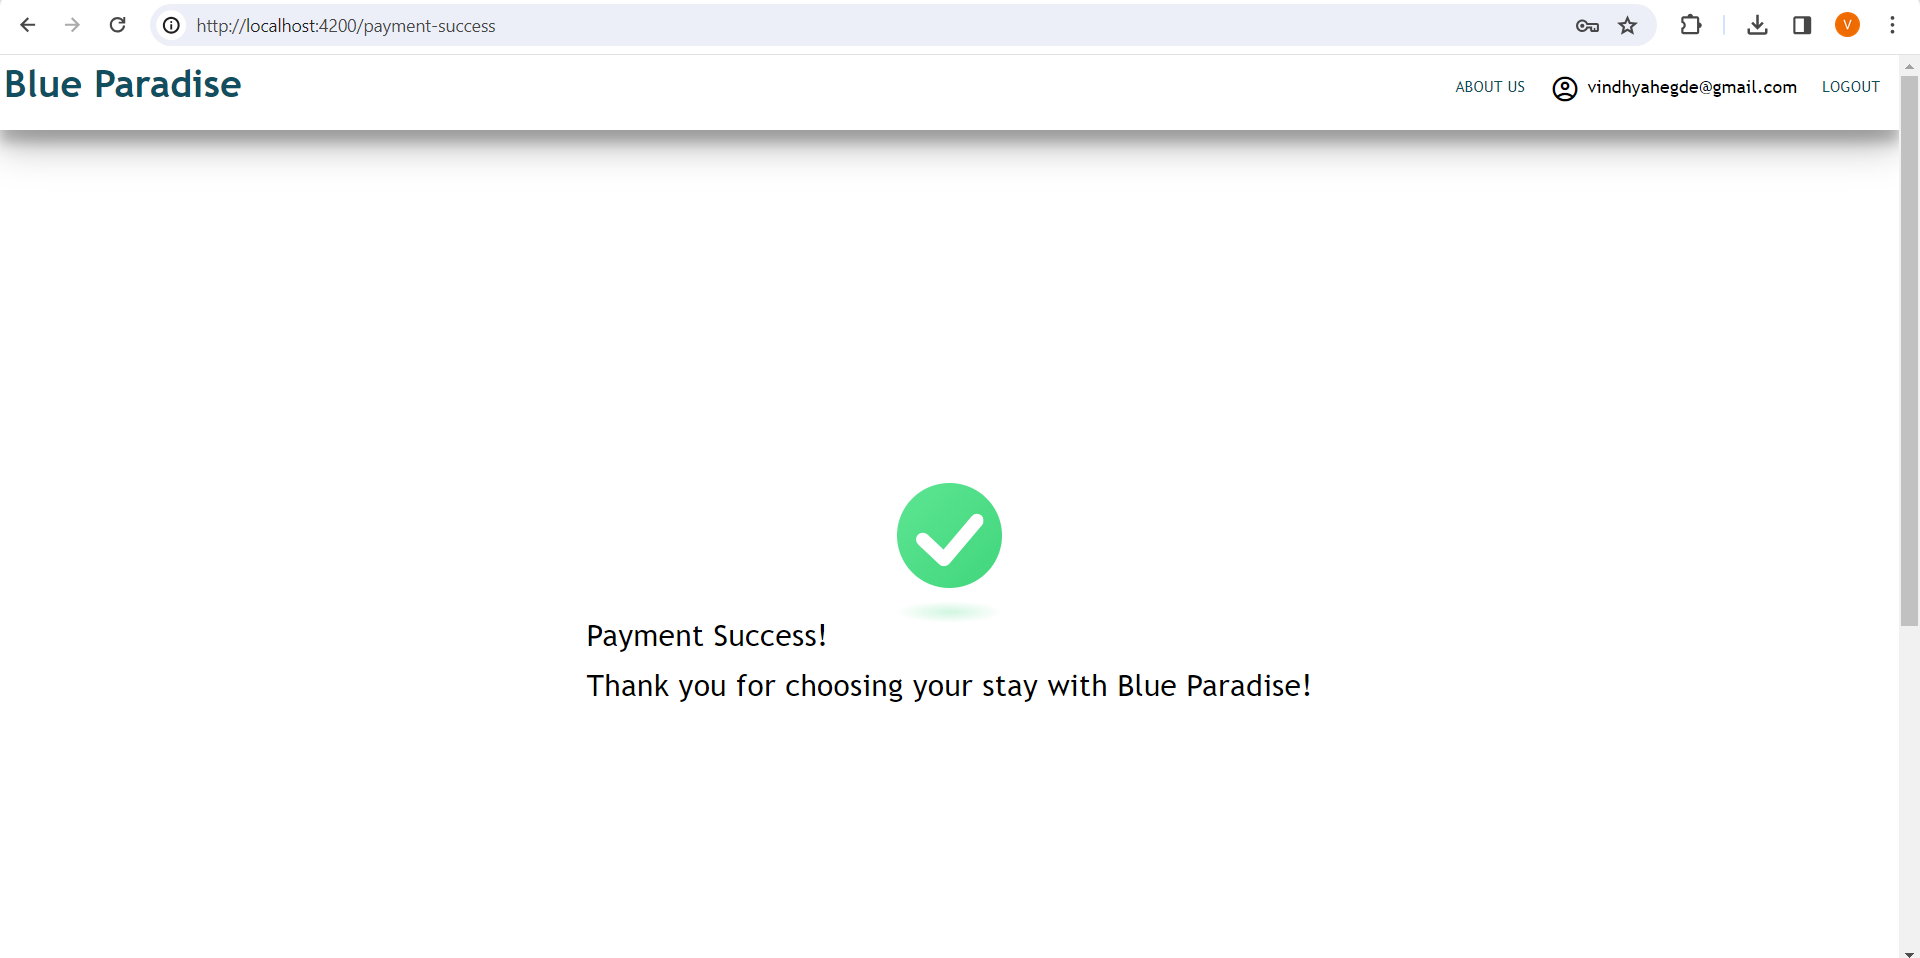 http://localhost:4200/payment-success
V
Blue Paradise
ABOUT US
vindhyahegde@gmail.com
LOGOUT
Payment Success!
Thank you for choosing your stay with Blue Paradise!